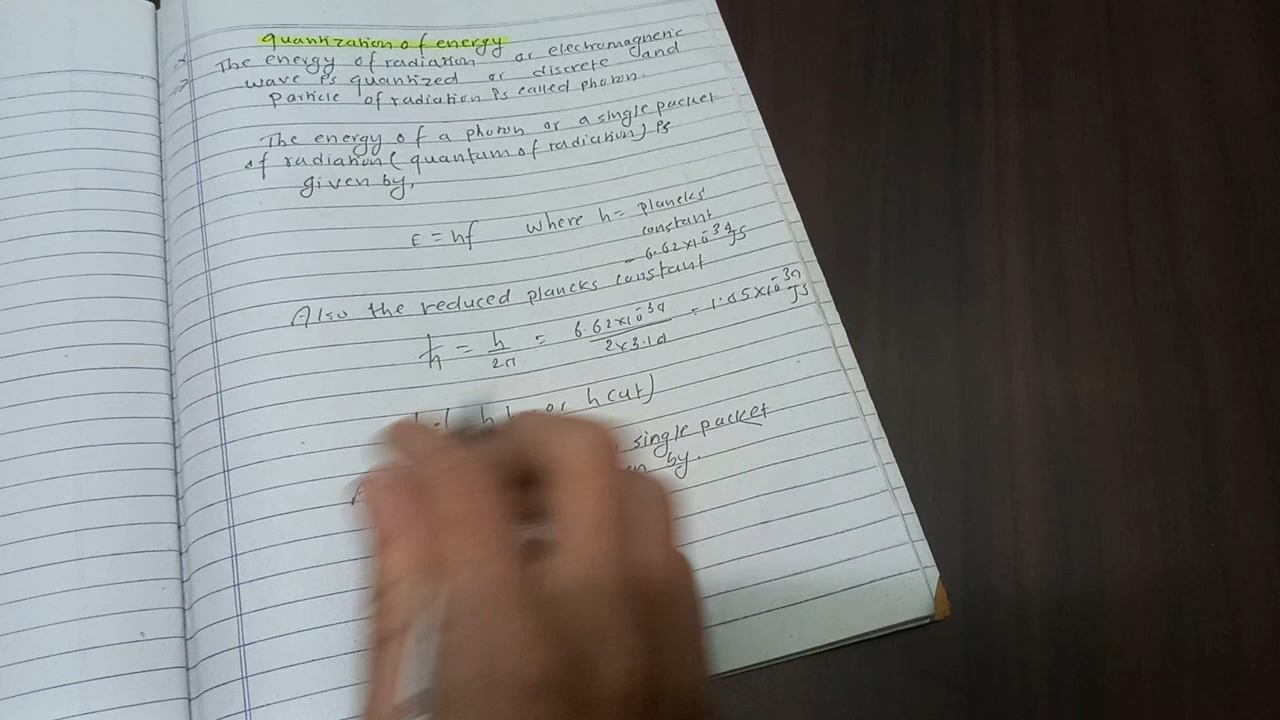 quantization of energy
The energy of radiation or electromagnetic
wave is quantized or discrete and
particle of radiation is called photon.
The energy of a photon or a single packet
of radiation (quantum of radiation) is
given by,
E = hf where h = plancks
constant
= 6.62×10⁻³⁴ JS
Also the reduced plancks constant
ħ = h/2π = 6.62×10⁻³⁴/2×3.14 = 1.05×10⁻³⁴ JS
or h cut)
single packet
by.